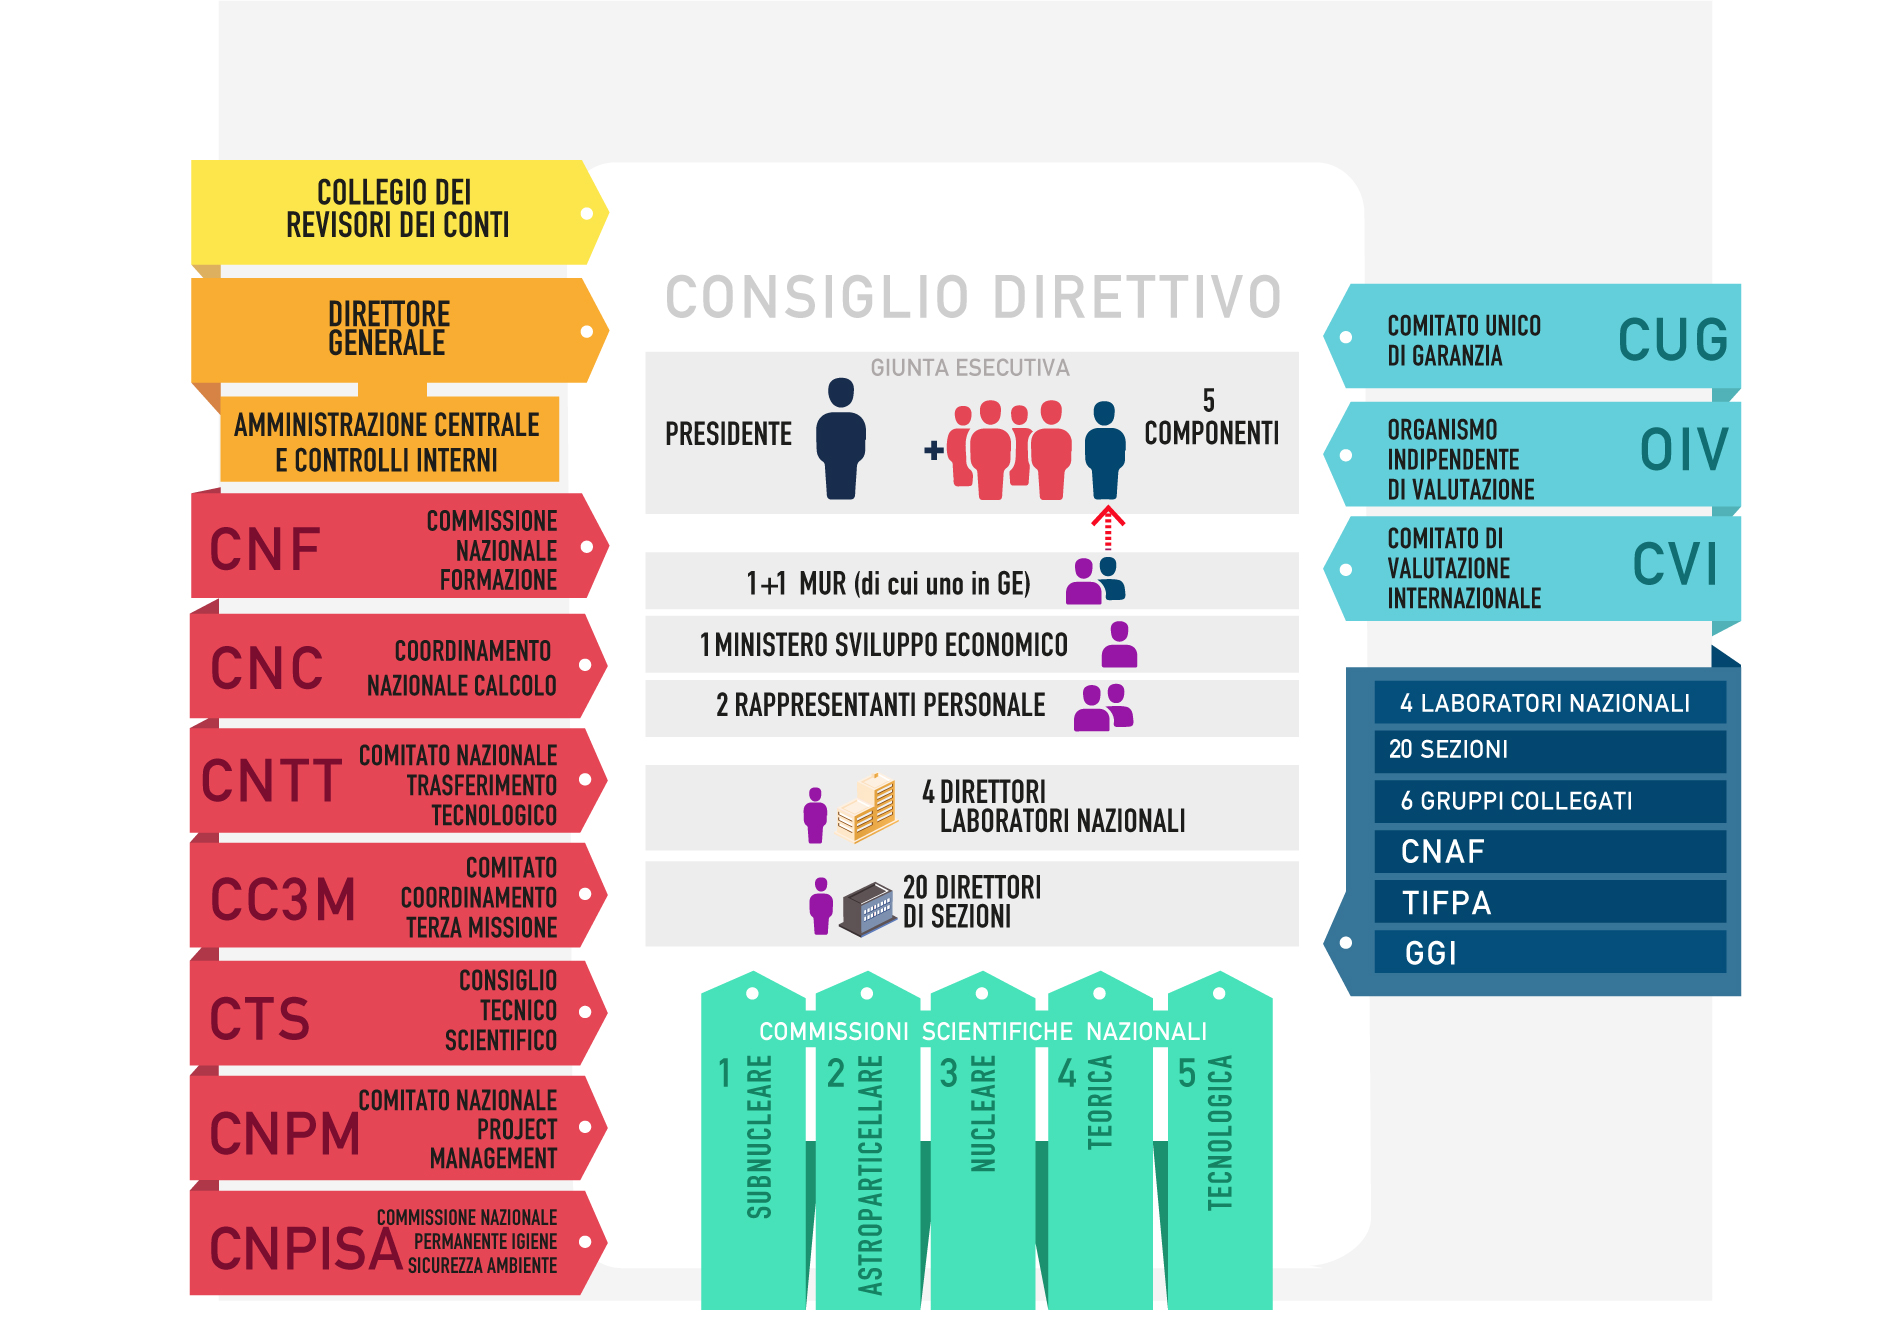 COLLEGIO DEI
REVISORI DEI CONTI
DIRETTORE
GENERALE
AMMINISTRAZIONE CENTRALE
E CONTROLLI INTERNI
CNF
COMMISSIONE
NAZIONALE
FORMAZIONE
CNC
COORDINAMENTO
NAZIONALE CALCOLO
CNTT
COMITATO NAZIONALE
TRASFERIMENTO
TECNOLOGICO
CC3M
COMITATO
COORDINAMENTO
TERZA MISSIONE
CTS
CONSIGLIO
TECNICO
SCIENTIFICO
CNPM
COMITATO NAZIONALE
PROJECT
MANAGEMENT
CNPISA
COMMISSIONE NAZIONALE
PERMANENTE IGIENE
SICUREZZA AMBIENTE
CONSIGLIO DIRETTIVO
GIUNTA ESECUTIVA
PRESIDENTE
+
5
COMPONENTI
1+1 MUR (di cui uno in GE)
1 MINISTERO SVILUPPO ECONOMICO
2 RAPPRESENTANTI PERSONALE
4 DIRETTORI
LABORATORI NAZIONALI
20 DIRETTORI
DI SEZIONI
COMMISSIONI SCIENTIFICHE NAZIONALI
1 SUBNUCLEARE
2 ASTROPARTICELLARE
3 NUCLEARE
4 TEORICA
5 TECNOLOGICA
COMITATO UNICO
DI GARANZIA
CUG
ORGANISMO
INDIPENDENTE
DI VALUTAZIONE
OIV
COMITATO DI
VALUTAZIONE
INTERNAZIONALE
CVI
4 LABORATORI NAZIONALI
20 SEZIONI
6 GRUPPI COLLEGATI
CNAF
TIFPA
GGI